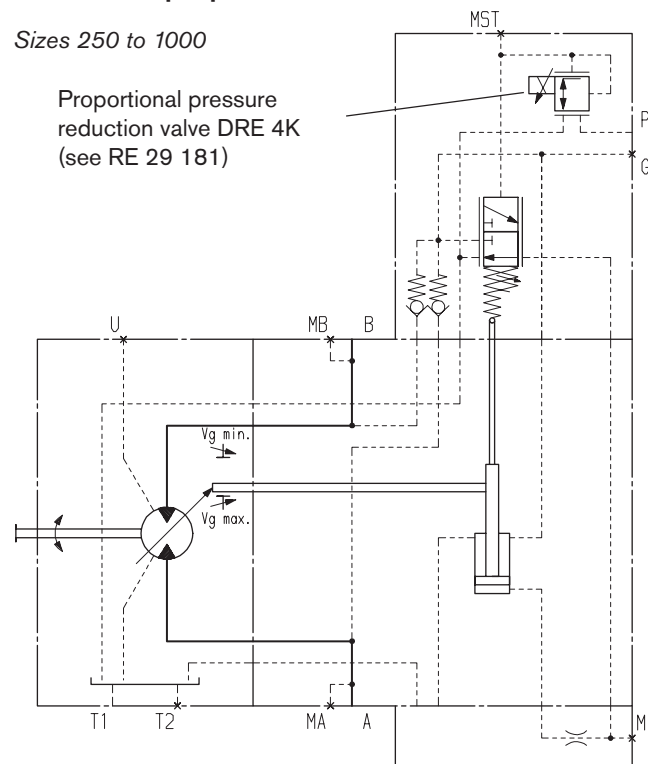 Sizes 250 to 1000
MST
Proportional pressure
reduction valve DRE 4K
(see RE 29 181)
P
G
U
MB
B
Vg min.
Vg max.
T1
T2
MA
A
M